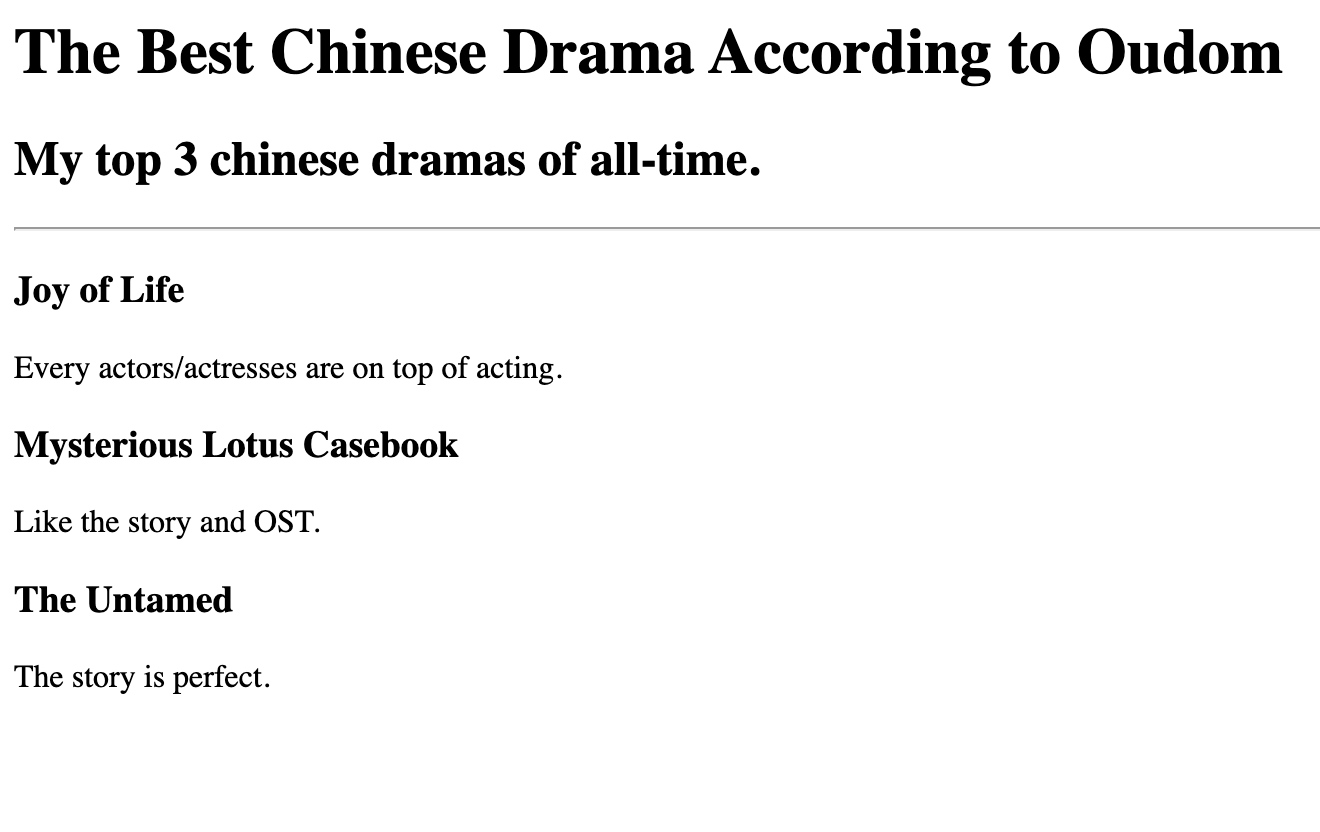 The Best Chinese Drama According to Oudom
My top 3 chinese dramas of all-time.
Joy of Life
Every actors/actresses are on top of acting.
Mysterious Lotus Casebook
Like the story and OST.
The Untamed
The story is perfect.